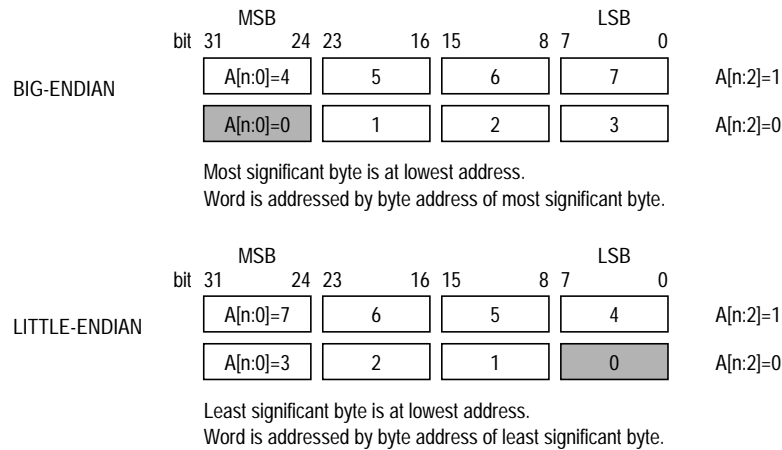 MSB LSB
bit 31 24 23 16 15 8 7 0
BIG-ENDIAN
A[n:0]=4 5 6 7 A[n:2]=1
A[n:0]=0 1 2 3 A[n:2]=0
Most significant byte is at lowest address.
Word is addressed by byte address of most significant byte.
MSB LSB
bit 31 24 23 16 15 8 7 0
LITTLE-ENDIAN
A[n:0]=7 6 5 4 A[n:2]=1
A[n:0]=3 2 1 0 A[n:2]=0
Least significant byte is at lowest address.
Word is addressed by byte address of least significant byte.